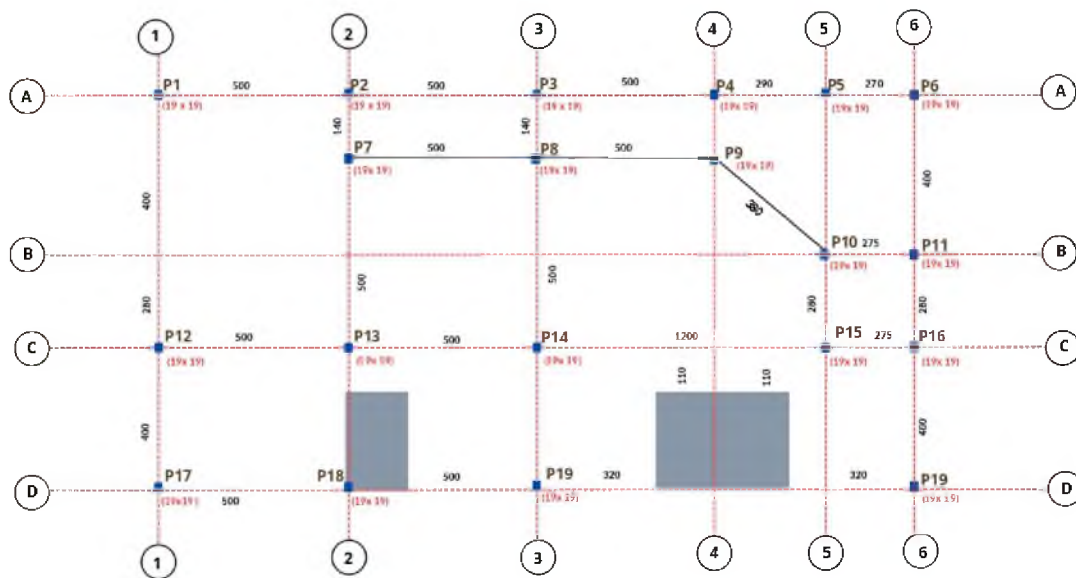 1 2 3 4 5 6
A P1 500 P2 500 P3 500 P4 290 P5 270 P6 A
(19 x 19) (19 x 19) (19 x 19) (19x 19) (19x 19) (19x 19)
140 140
P7 500 P8 500 P9
(19x 19) (19x 19) (19x 19)
400 400
B P10 275 P11 B
(19x 19) (19x 19)
280 500 500 280 280
C P12 500 P13 500 P14 1200 P15 275 P16 C
(19x 19) (19x 19) (19x 19) (19x 19) (19x 19)
110 110
400 400
D P17 P18 500 P19 320 320 P19 D
(19x19) 500 (19x 19) (19x 19) (19x 19)
1 2 3 4 5 6